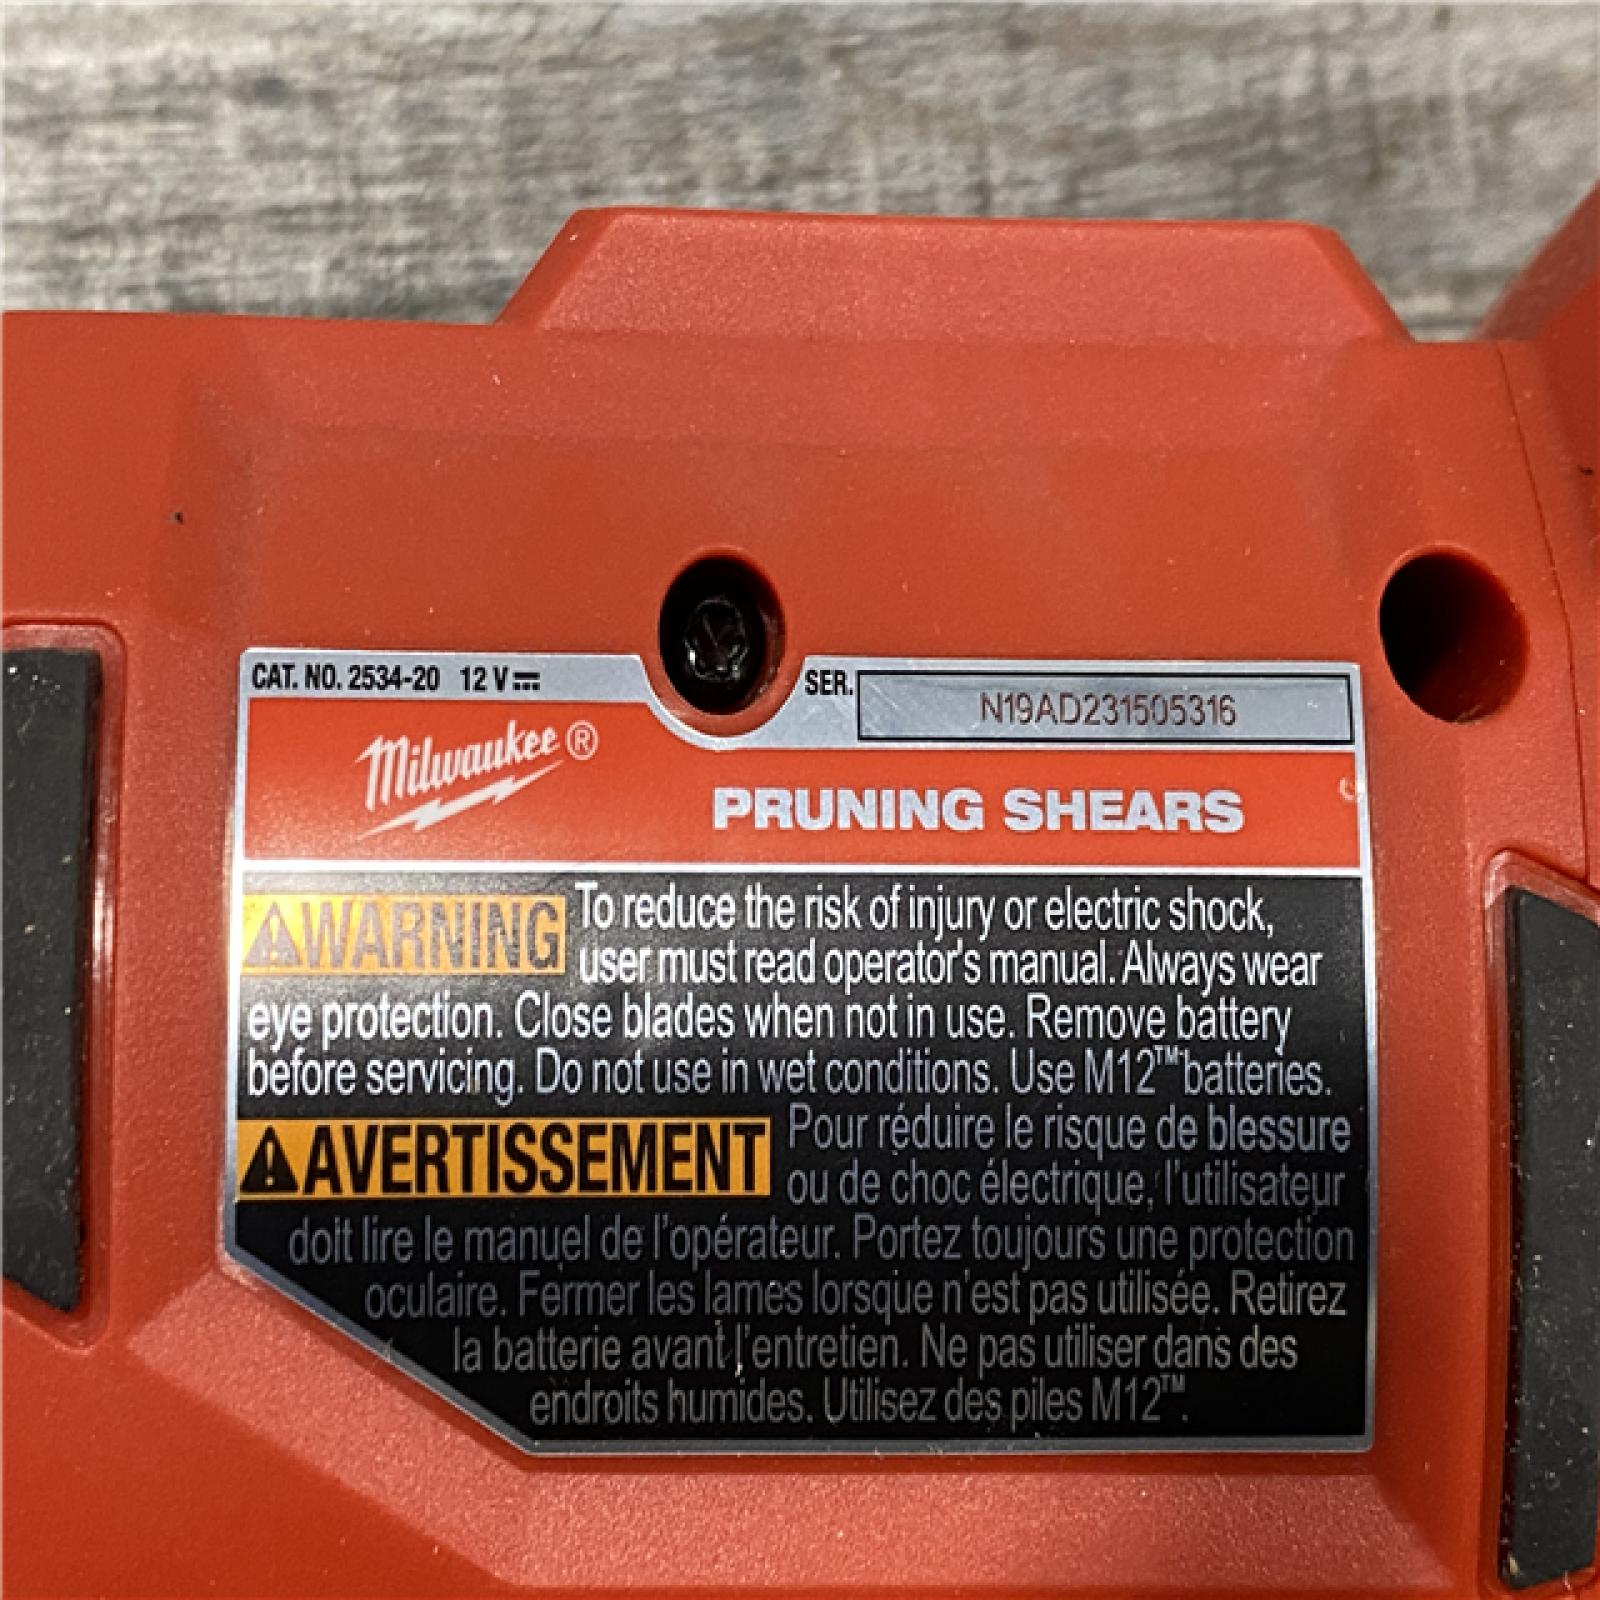 CAT. NO. 2534-20 12 V⎓ SER. N19AD231505316
Milwaukee®
PRUNING SHEARS
⚠WARNING To reduce the risk of injury or electric shock,
user must read operator's manual. Always wear
eye protection. Close blades when not in use. Remove battery
before servicing. Do not use in wet conditions. Use M12™ batteries.
⚠AVERTISSEMENT Pour réduire le risque de blessure
ou de choc électrique, l'utilisateur
doit lire le manuel de l'opérateur. Portez toujours une protection
oculaire. Fermer les lames lorsque n'est pas utilisée. Retirez
la batterie avant l'entretien. Ne pas utiliser dans des
endroits humides. Utilisez des piles M12™.